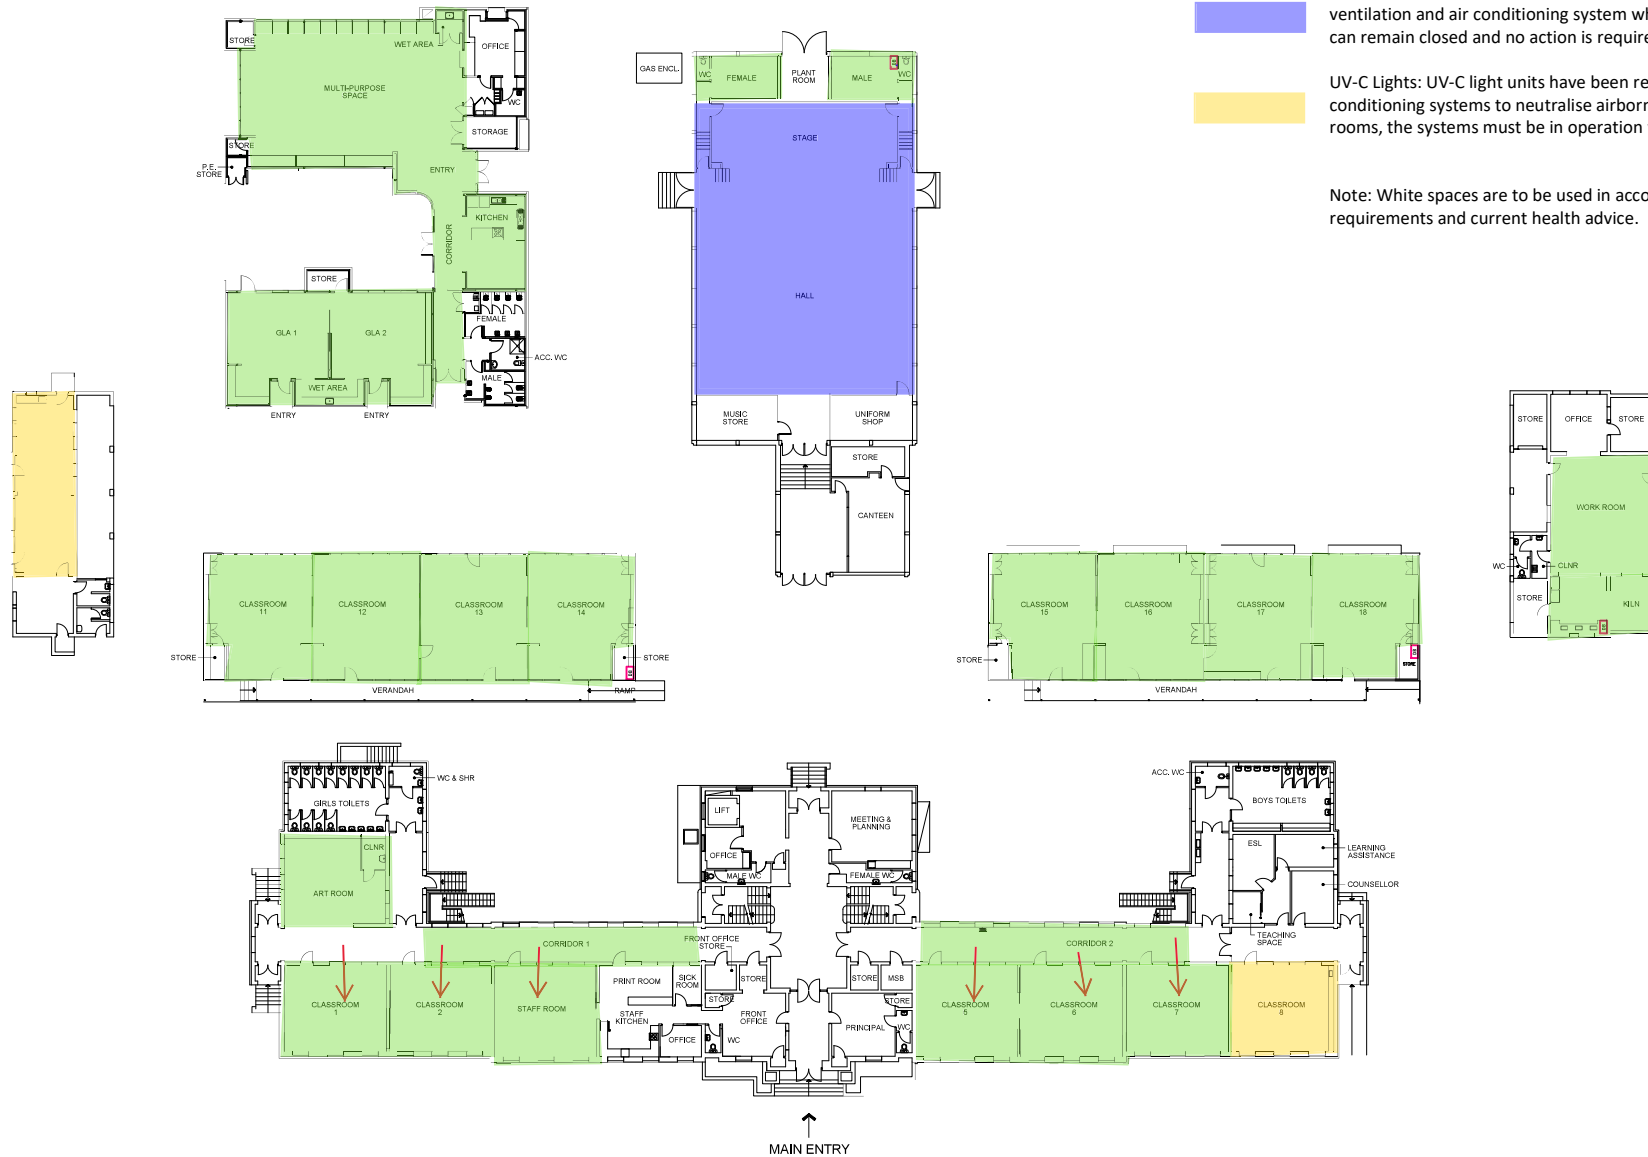 ventilation and air conditioning system wh
can remain closed and no action is require
UV-C Lights: UV-C light units have been re
conditioning systems to neutralise airborn
rooms, the systems must be in operation
Note: White spaces are to be used in acco
requirements and current health advice.
STORE
WET AREA
OFFICE
MULTI-PURPOSE
SPACE
WC
STORAGE
STORE
P.E.
STORE
ENTRY
KITCHEN
CORRIDOR
STORE
GLA 1
GLA 2
FEMALE
ACC. WC
MALE
WET AREA
ENTRY
ENTRY
GAS ENCL.
WC
FEMALE
PLANT
ROOM
MALE
WC
STAGE
HALL
MUSIC
STORE
UNIFORM
SHOP
STORE
CANTEEN
STORE
OFFICE
STORE
WORK ROOM
WC
CLNR
STORE
KILN
CLASSROOM
11
CLASSROOM
12
CLASSROOM
13
CLASSROOM
14
STORE
STORE
VERANDAH
RAMP
CLASSROOM
15
CLASSROOM
16
CLASSROOM
17
CLASSROOM
18
STORE
STORE
VERANDAH
WC & SHR
GIRLS TOILETS
CLNR
ART ROOM
LIFT
OFFICE
MEETING &
PLANNING
MALE WC
FEMALE WC
ACC. WC
BOYS TOILETS
ESL
LEARNING
ASSISTANCE
COUNSELLOR
TEACHING
SPACE
CORRIDOR 1
FRONT OFFICE
STORE
CORRIDOR 2
CLASSROOM
1
CLASSROOM
2
STAFF ROOM
PRINT ROOM
SICK
ROOM
STORE
STORE
STAFF
KITCHEN
OFFICE
WC
FRONT
OFFICE
STORE
MSB
STORE
PRINCIPAL
WC
CLASSROOM
5
CLASSROOM
6
CLASSROOM
7
CLASSROOM
8
MAIN ENTRY